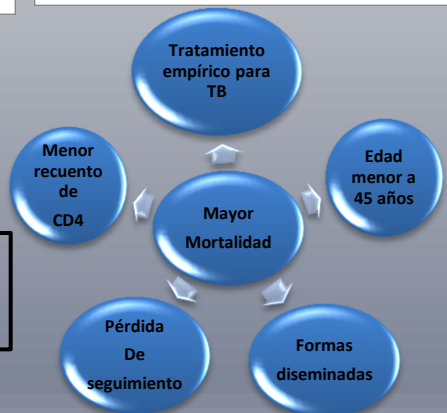 Tratamiento
empírico para
TB
Menor
recuento
de
CD4
Edad
menor a
45 años
Mayor
Mortalidad
Pérdida
De
seguimiento
Formas
diseminadas